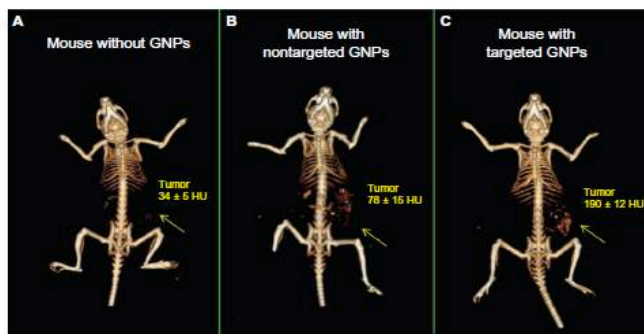 A
Mouse without GNPs
Tumor
34 ± 5 HU
B
Mouse with
nontargeted GNPs
Tumor
78 ± 15 HU
C
Mouse with
targeted GNPs
Tumor
190 ± 12 HU